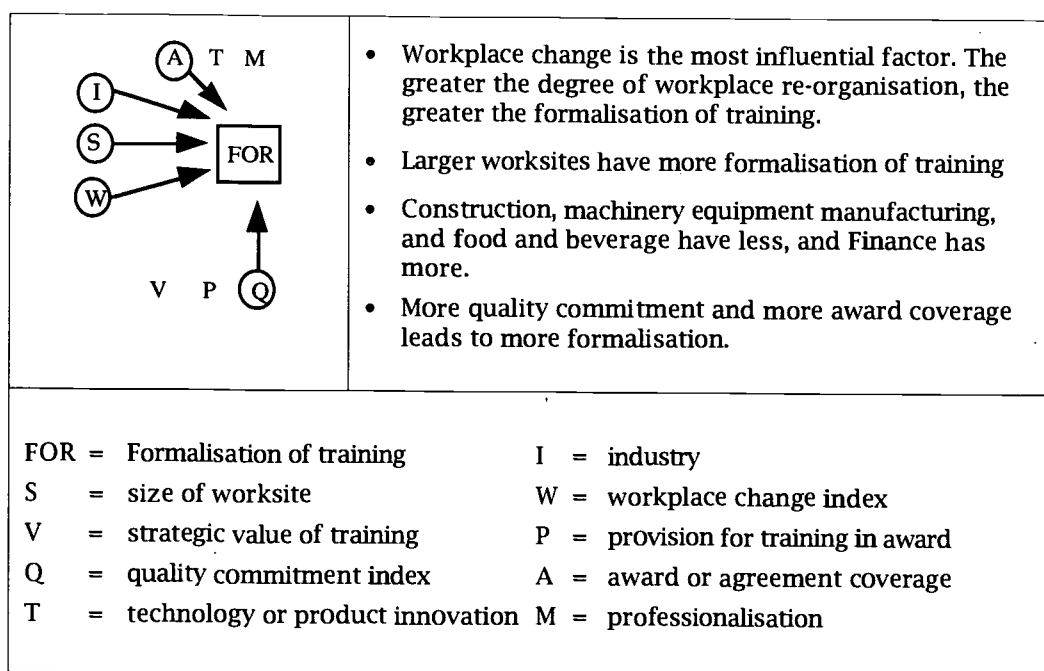 A T M
I
S
FOR
W
V P Q
• Workplace change is the most influential factor. The
greater the degree of workplace re-organisation, the
greater the formalisation of training.
• Larger worksites have more formalisation of training
• Construction, machinery equipment manufacturing,
and food and beverage have less, and Finance has
more.
• More quality commitment and more award coverage
leads to more formalisation.
FOR = Formalisation of training I = industry
S = size of worksite W = workplace change index
V = strategic value of training P = provision for training in award
Q = quality commitment index A = award or agreement coverage
T = technology or product innovation M = professionalisation